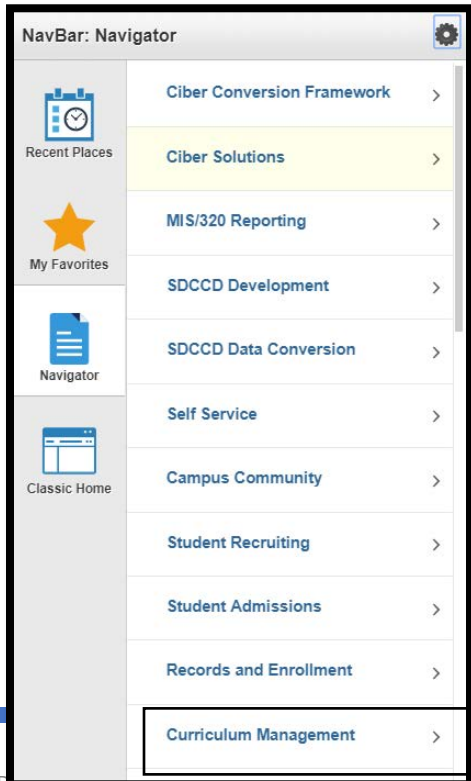 NavBar: Navigator
Recent Places
My Favorites
Navigator
Classic Home
Ciber Conversion Framework
Ciber Solutions
MIS/320 Reporting
SDCCD Development
SDCCD Data Conversion
Self Service
Campus Community
Student Recruiting
Student Admissions
Records and Enrollment
Curriculum Management